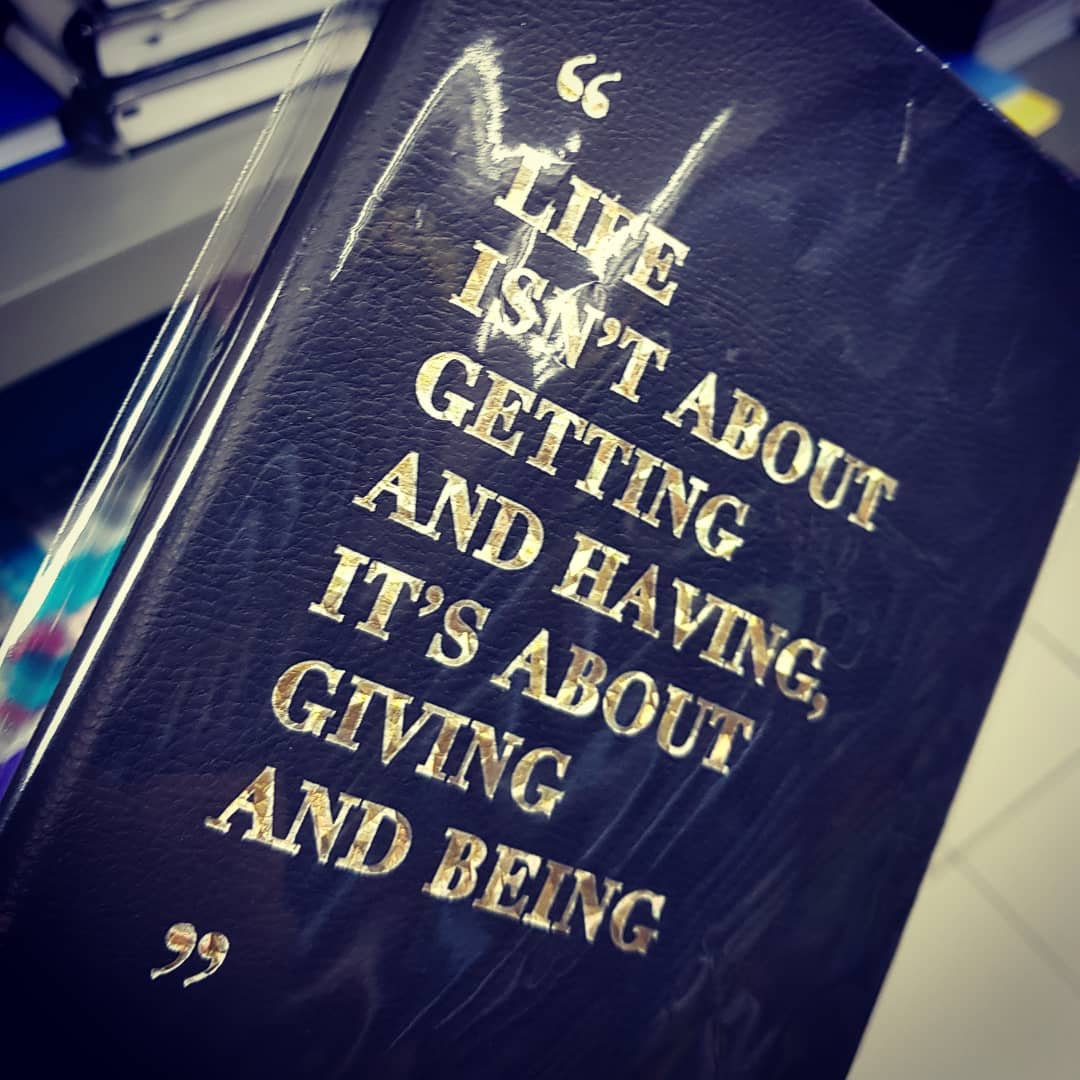 “
LIFE
ISN’T ABOUT
GETTING
AND HAVING,
IT’S ABOUT
GIVING
AND BEING
”